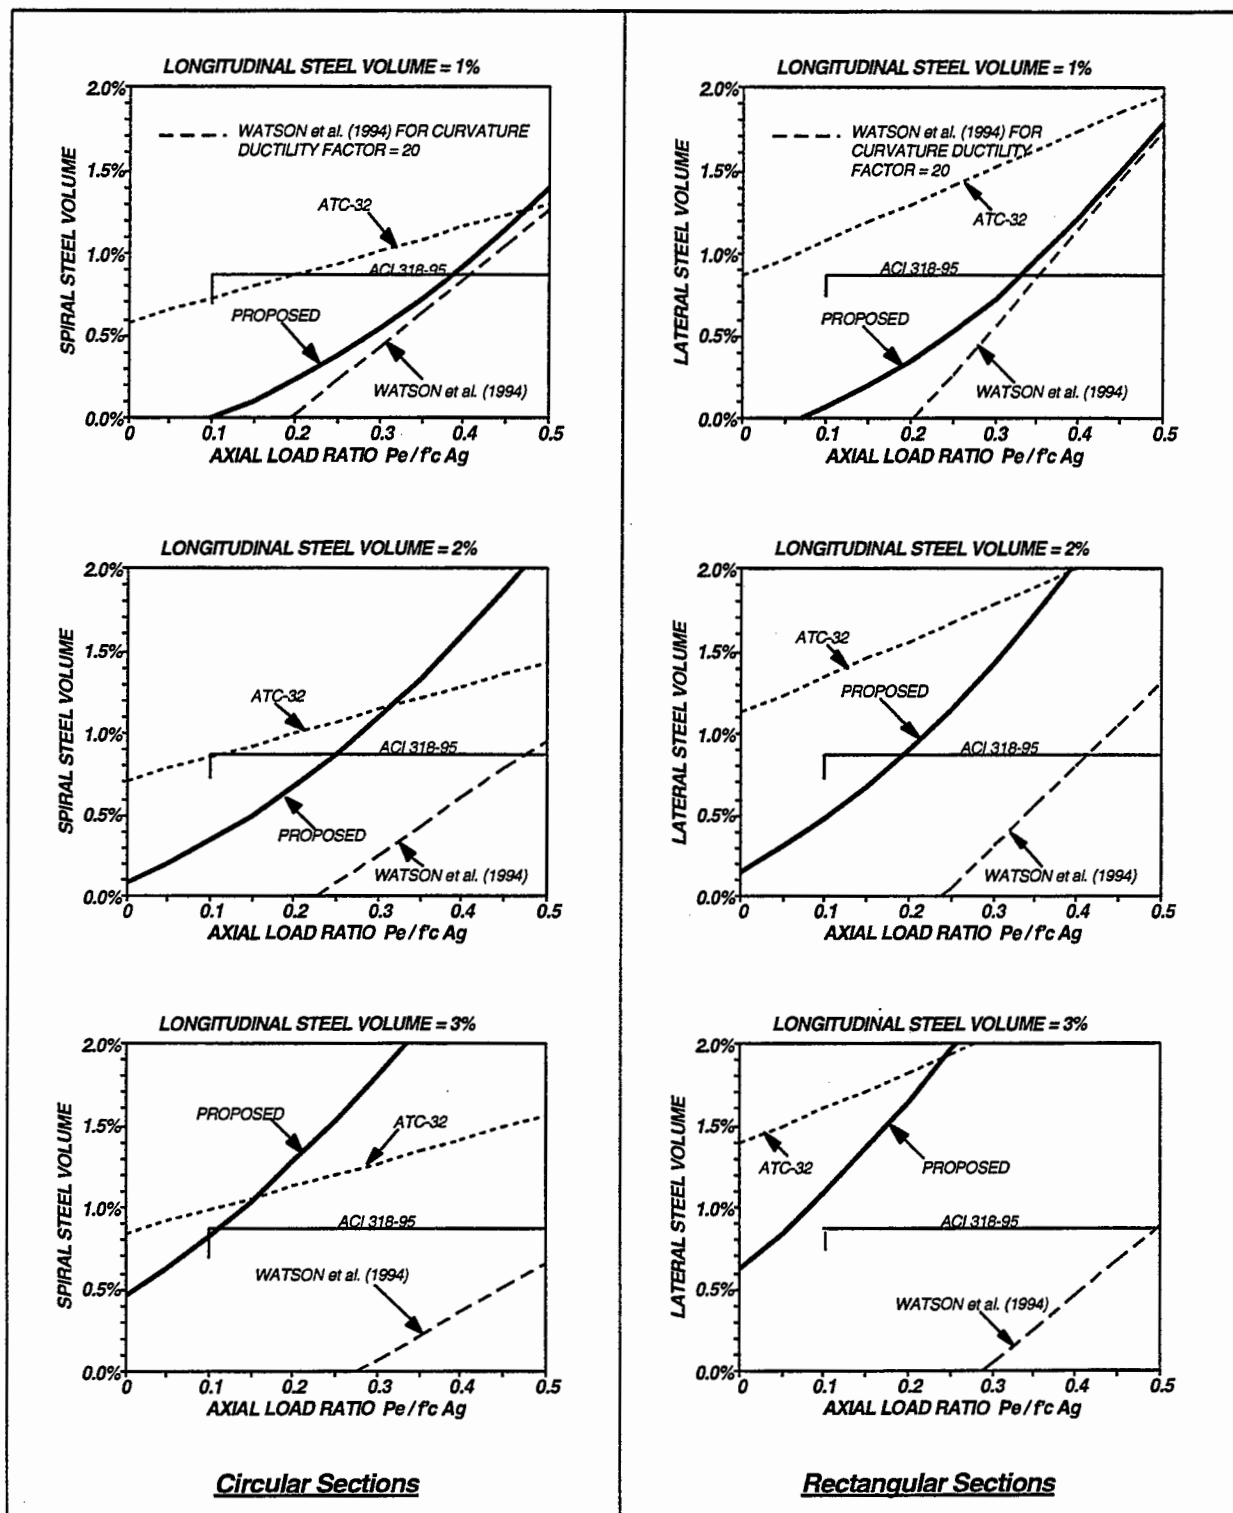 LONGITUDINAL STEEL VOLUME = 1%
2.0%
1.5%
1.0%
0.5%
0.0%
SPIRAL STEEL VOLUME
WATSON et al. (1994) FOR CURVATURE
DUCTILITY FACTOR = 20
ATC-32
ACI 318-95
PROPOSED
WATSON et al. (1994)
0 0.1 0.2 0.3 0.4 0.5
AXIAL LOAD RATIO Pe / f'c Ag
LONGITUDINAL STEEL VOLUME = 2%
2.0%
1.5%
1.0%
0.5%
0.0%
SPIRAL STEEL VOLUME
ATC-32
ACI 318-95
PROPOSED
WATSON et al. (1994)
0 0.1 0.2 0.3 0.4 0.5
AXIAL LOAD RATIO Pe / f'c Ag
LONGITUDINAL STEEL VOLUME = 3%
2.0%
1.5%
1.0%
0.5%
0.0%
SPIRAL STEEL VOLUME
PROPOSED
ATC-32
ACI 318-95
WATSON et al. (1994)
0 0.1 0.2 0.3 0.4 0.5
AXIAL LOAD RATIO Pe / f'c Ag
Circular Sections
LONGITUDINAL STEEL VOLUME = 1%
2.0%
1.5%
1.0%
0.5%
0.0%
LATERAL STEEL VOLUME
WATSON et al. (1994) FOR
CURVATURE DUCTILITY
FACTOR = 20
ATC-32
ACI 318-95
PROPOSED
WATSON et al. (1994)
0 0.1 0.2 0.3 0.4 0.5
AXIAL LOAD RATIO Pe / f'c Ag
LONGITUDINAL STEEL VOLUME = 2%
2.0%
1.5%
1.0%
0.5%
0.0%
LATERAL STEEL VOLUME
ATC-32
PROPOSED
ACI 318-95
WATSON et al. (1994)
0 0.1 0.2 0.3 0.4 0.5
AXIAL LOAD RATIO Pe / f'c Ag
LONGITUDINAL STEEL VOLUME = 3%
2.0%
1.5%
1.0%
0.5%
0.0%
LATERAL STEEL VOLUME
ATC-32
PROPOSED
ACI 318-95
WATSON et al. (1994)
0 0.1 0.2 0.3 0.4 0.5
AXIAL LOAD RATIO Pe / f'c Ag
Rectangular Sections